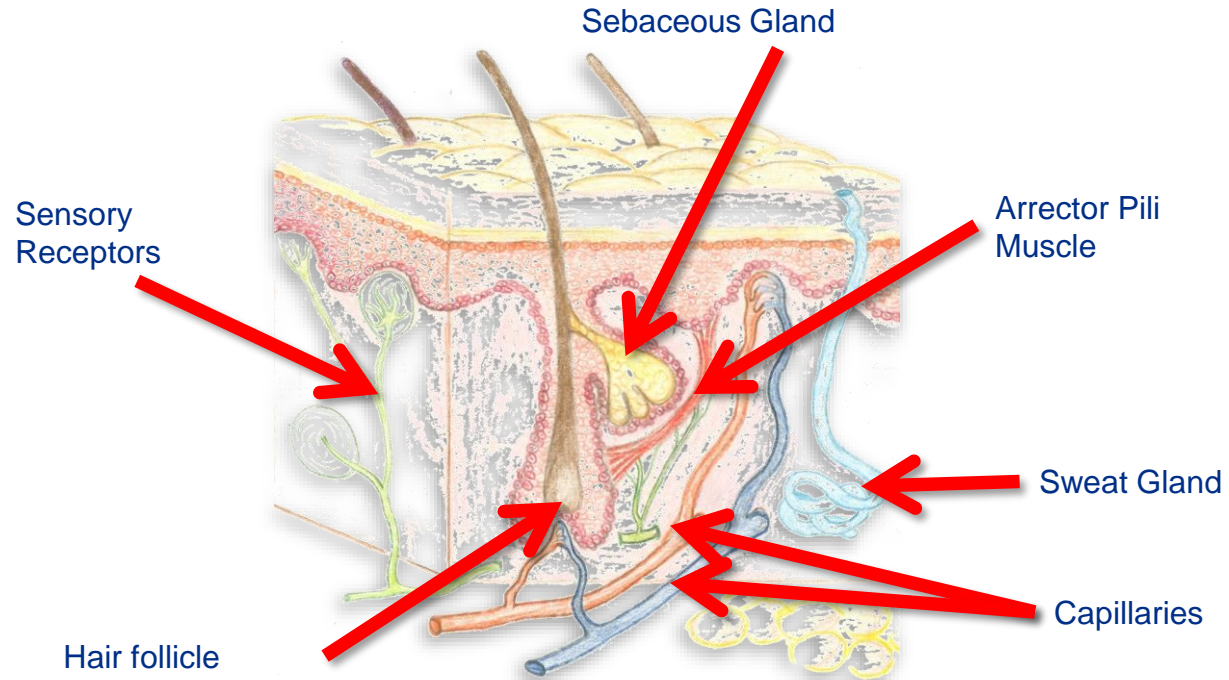 Sebaceous Gland
Sensory
Receptors
Arrector Pili
Muscle
Sweat Gland
Capillaries
Hair follicle